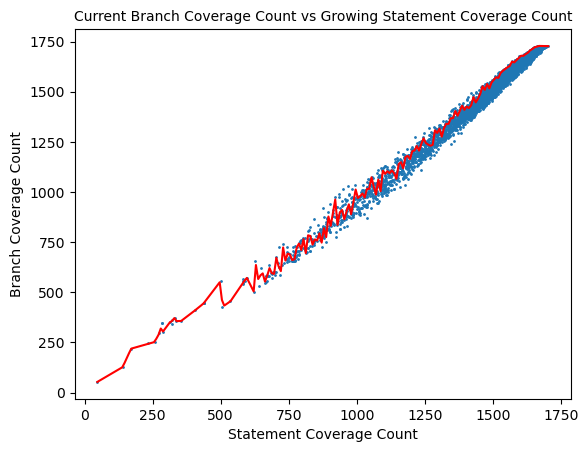 Current Branch Coverage Count vs Growing Statement Coverage Count
1750
1500
1250
1000
750
500
250
0
Branch Coverage Count
0 250 500 750 1000 1250 1500 1750
Statement Coverage Count